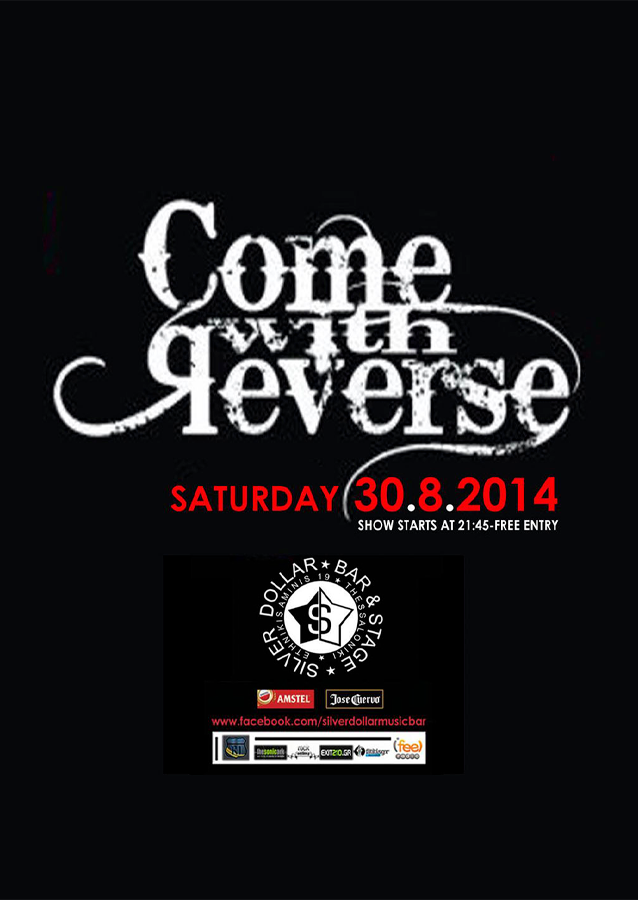 Come
with
Reverse
SATURDAY 30.8.2014
SHOW STARTS AT 21:45-FREE ENTRY
SILVER DOLLAR ★ BAR & STAGE ★
ETHNIKIS AMINIS 19 ★ THESSALONIKI ★
$
AMSTEL
Jose Cuervo
www.facebook.com/silverdollarmusicbar
EXIT210.GR
feel